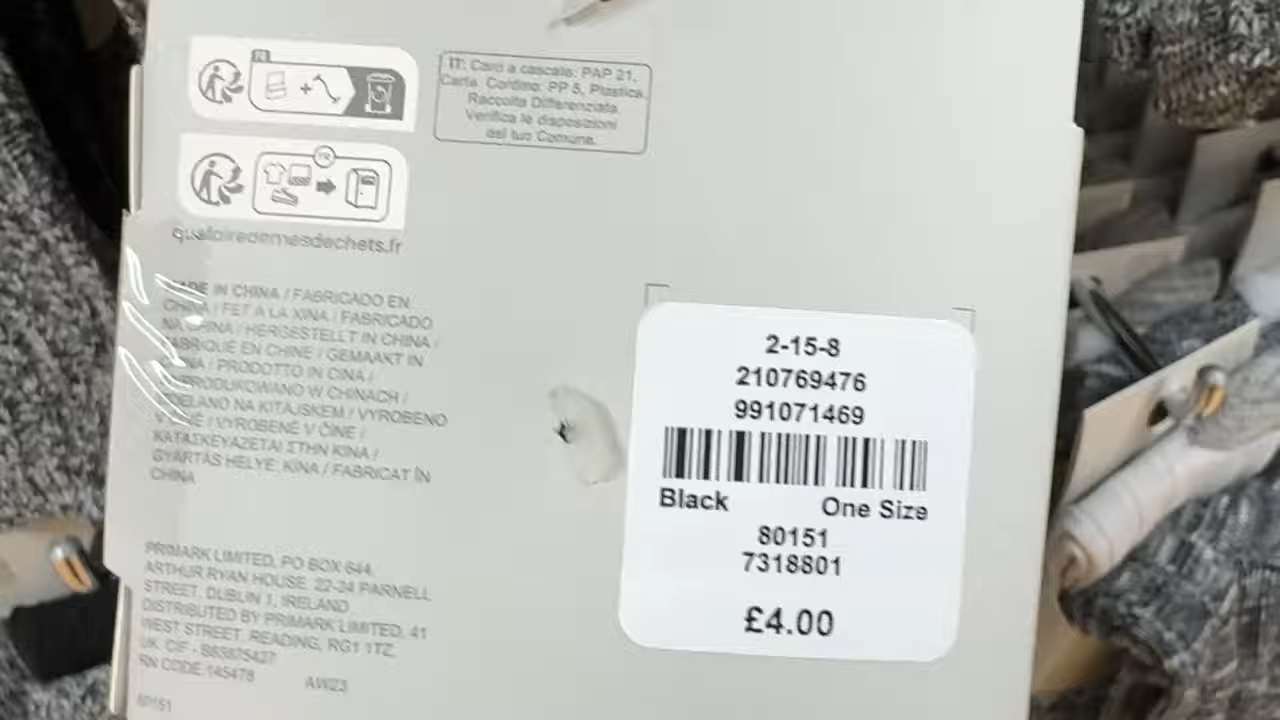 FR
IT: Carta Cordino: PP 5, Plastica.
Raccolta Differenziata.
Verifica le disposizioni
del tuo Comune.
FR
quefairedemesdechets.fr
MADE IN CHINA / FABRICADO EN
CHINA / FET A LA XINA / FABRICADO
NA CHINA / HERGESTELLT IN CHINA /
FABRIQUÉ EN CHINE / GEMAAKT IN
CHINA / PRODOTTO IN CINA /
WYPRODUKOWANO W CHINACH /
IZDELANO NA KITAJSKEM / VYROBENO
V ČÍNĚ / VYROBENÉ V ČÍNE /
ΚΑΤΑΣΚΕΥΑΖΕΤΑΙ ΣΤΗΝ ΚΙΝΑ /
GYÁRTÁS HELYE: KÍNA / FABRICAT ÎN
CHINA
PRIMARK LIMITED, PO BOX 644,
ARTHUR RYAN HOUSE, 22-24 PARNELL
STREET, DUBLIN 1, IRELAND
DISTRIBUTED BY PRIMARK LIMITED, 41
WEST STREET, READING, RG1 1TZ,
UK. CIF -
RN CODE.145478 AW23
80151
2-15-8
210769476
991071469
Black One Size
80151
7318801
£4.00